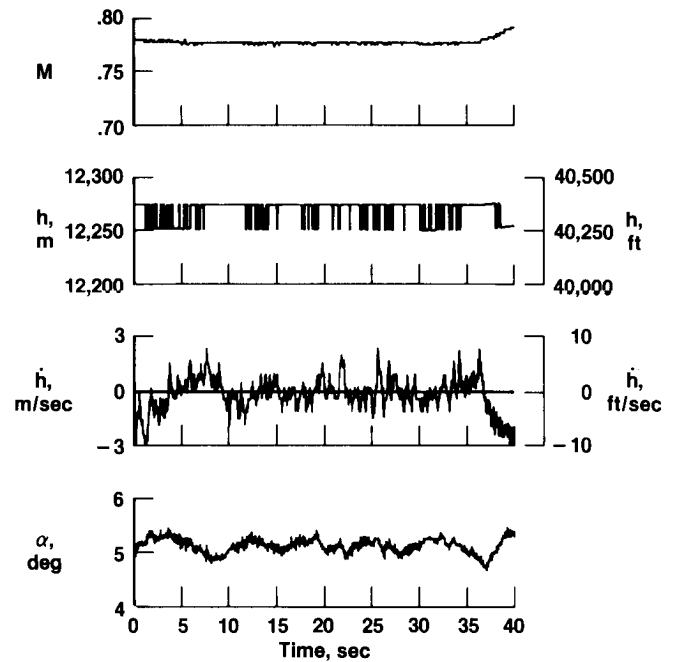 .80
M
.75
.70
12,300
40,500
h,
m
12,250
40,250
h,
ft
12,200
40,000
3
10
ḣ,
m/sec
0
0
ḣ,
ft/sec
−3
−10
6
α,
deg
5
4
0 5 10 15 20 25 30 35 40
Time, sec